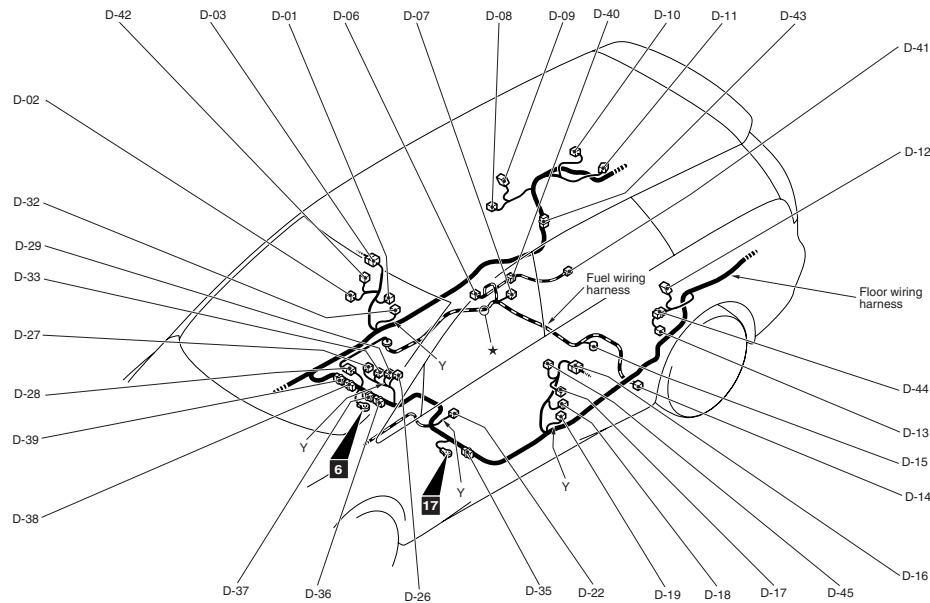 D-42
D-03
D-01
D-06
D-07
D-08
D-09
D-40
D-10
D-11
D-43
D-41
D-02
D-12
D-32
D-29
D-33
D-27
D-28
D-39
Y
D-38
Fuel wiring
harness
Floor wiring
harness
★
Y
6
17
Y
Y
D-44
D-13
D-15
D-14
D-16
D-37
D-36
D-26
D-35
D-22
D-19
D-18
D-17
D-45